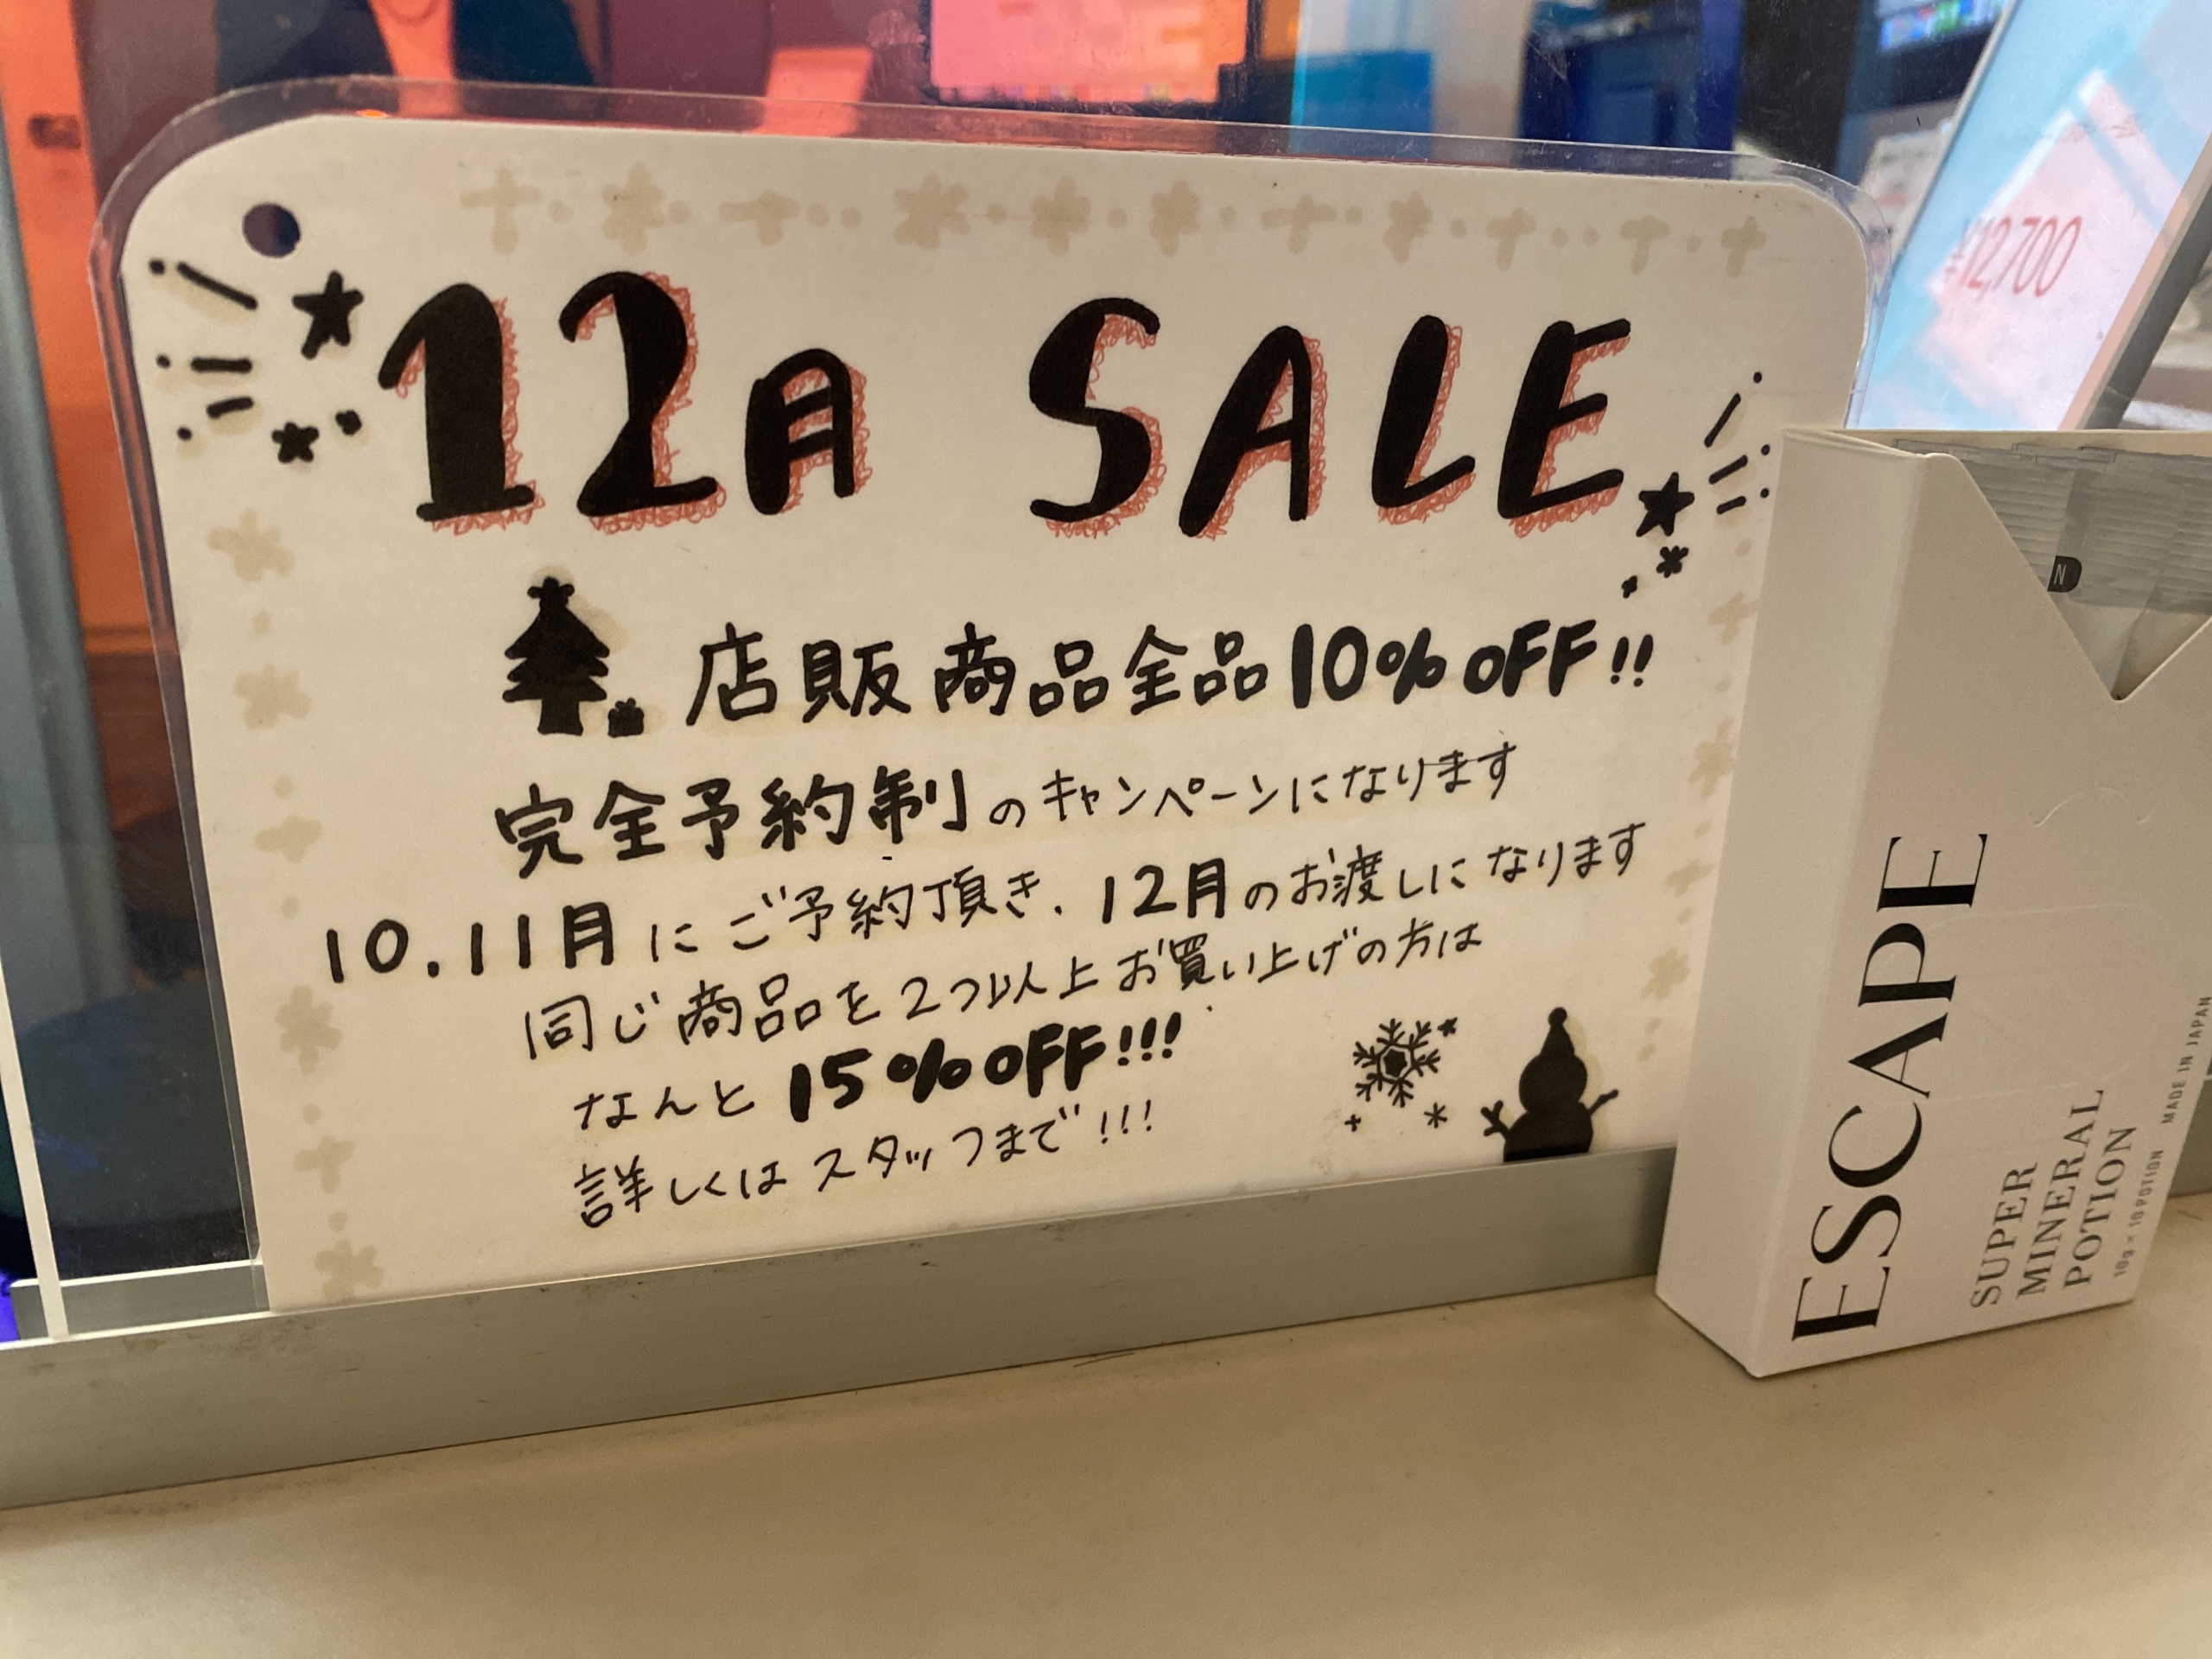 12月 SALE
店販商品全品10%OFF!!
完全予約制のキャンペーンになります
10.11月にご予約頂き、12月のお渡しになります
同じ商品を2つ以上お買い上げの方は
なんと15%OFF!!!
詳しくはスタッフまで!!!
¥12,700
N
ESCAPE
SUPER
MINERAL
POTION
10g×10POTION MADE IN JAPAN